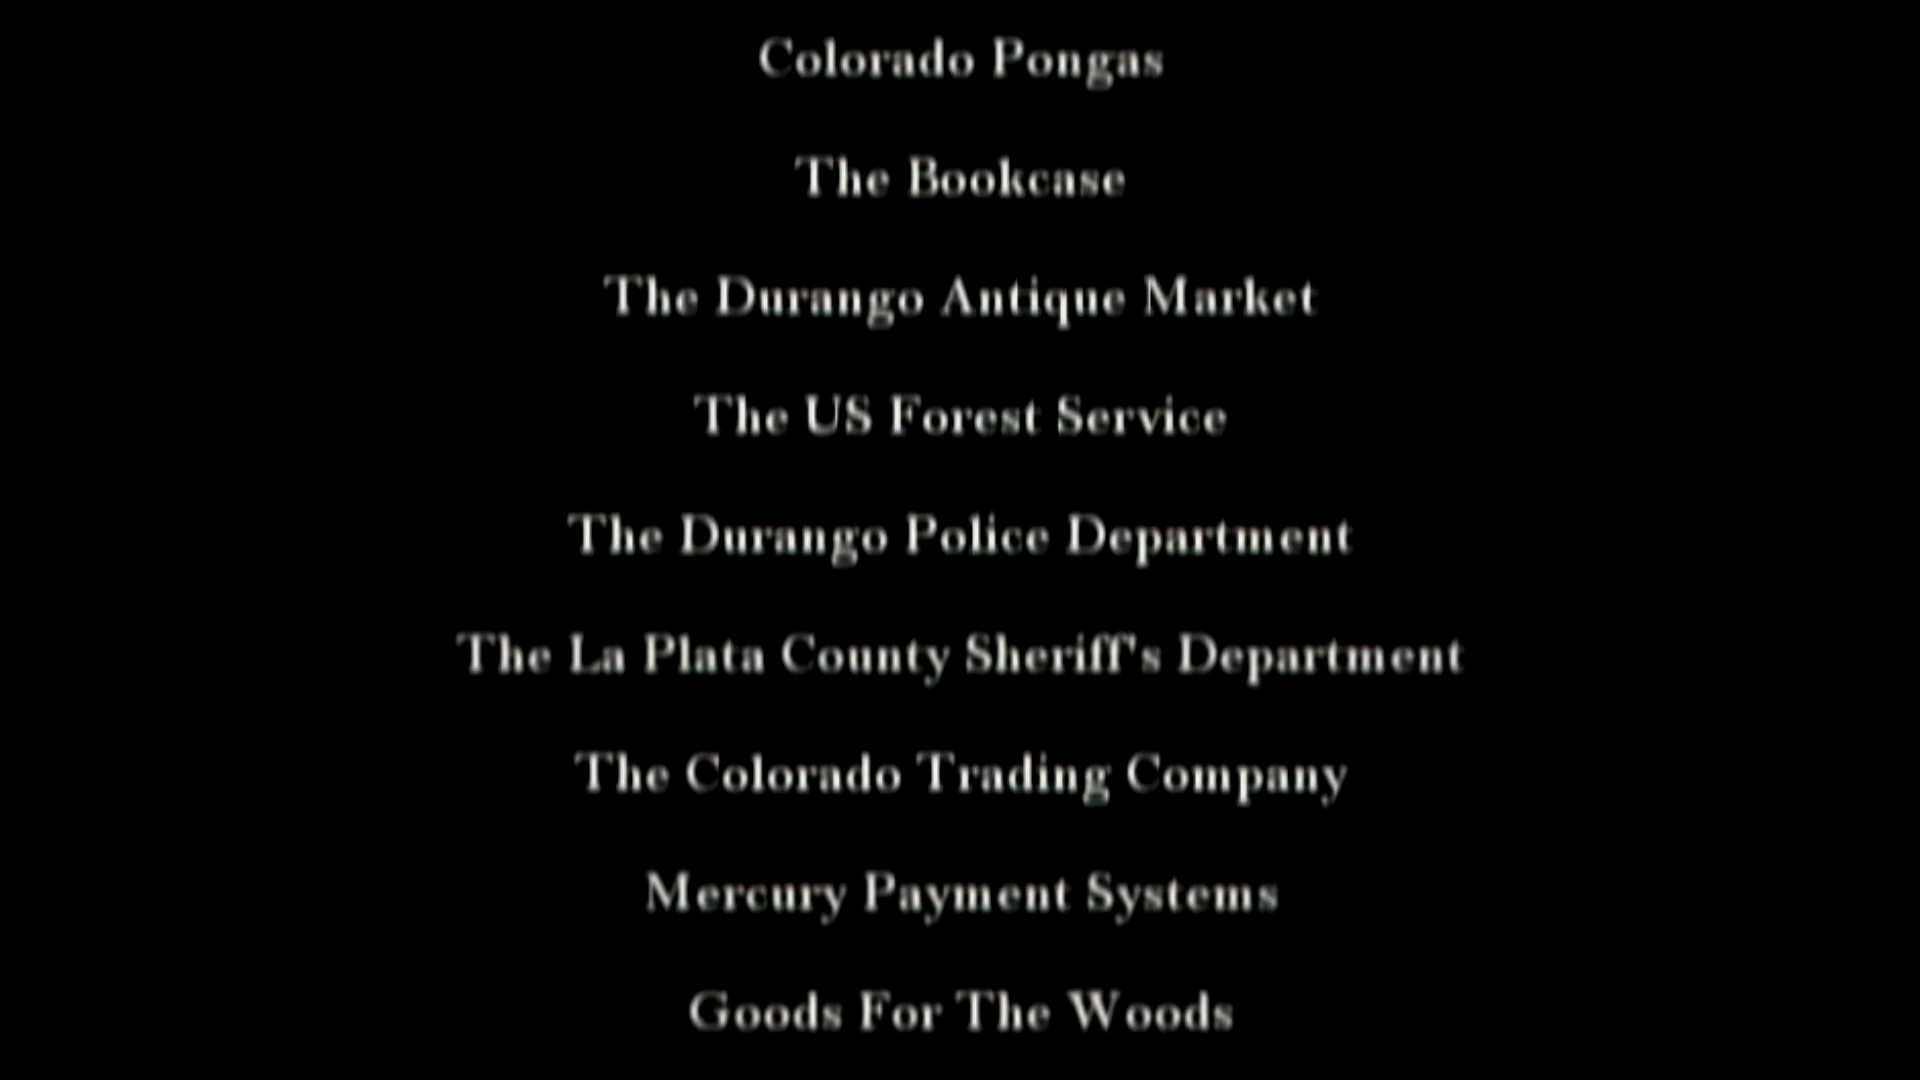 Colorado Pongas
The Bookcase
The Durango Antique Market
The US Forest Service
The Durango Police Department
The La Plata County Sheriff's Department
The Colorado Trading Company
Mercury Payment Systems
Goods For The Woods